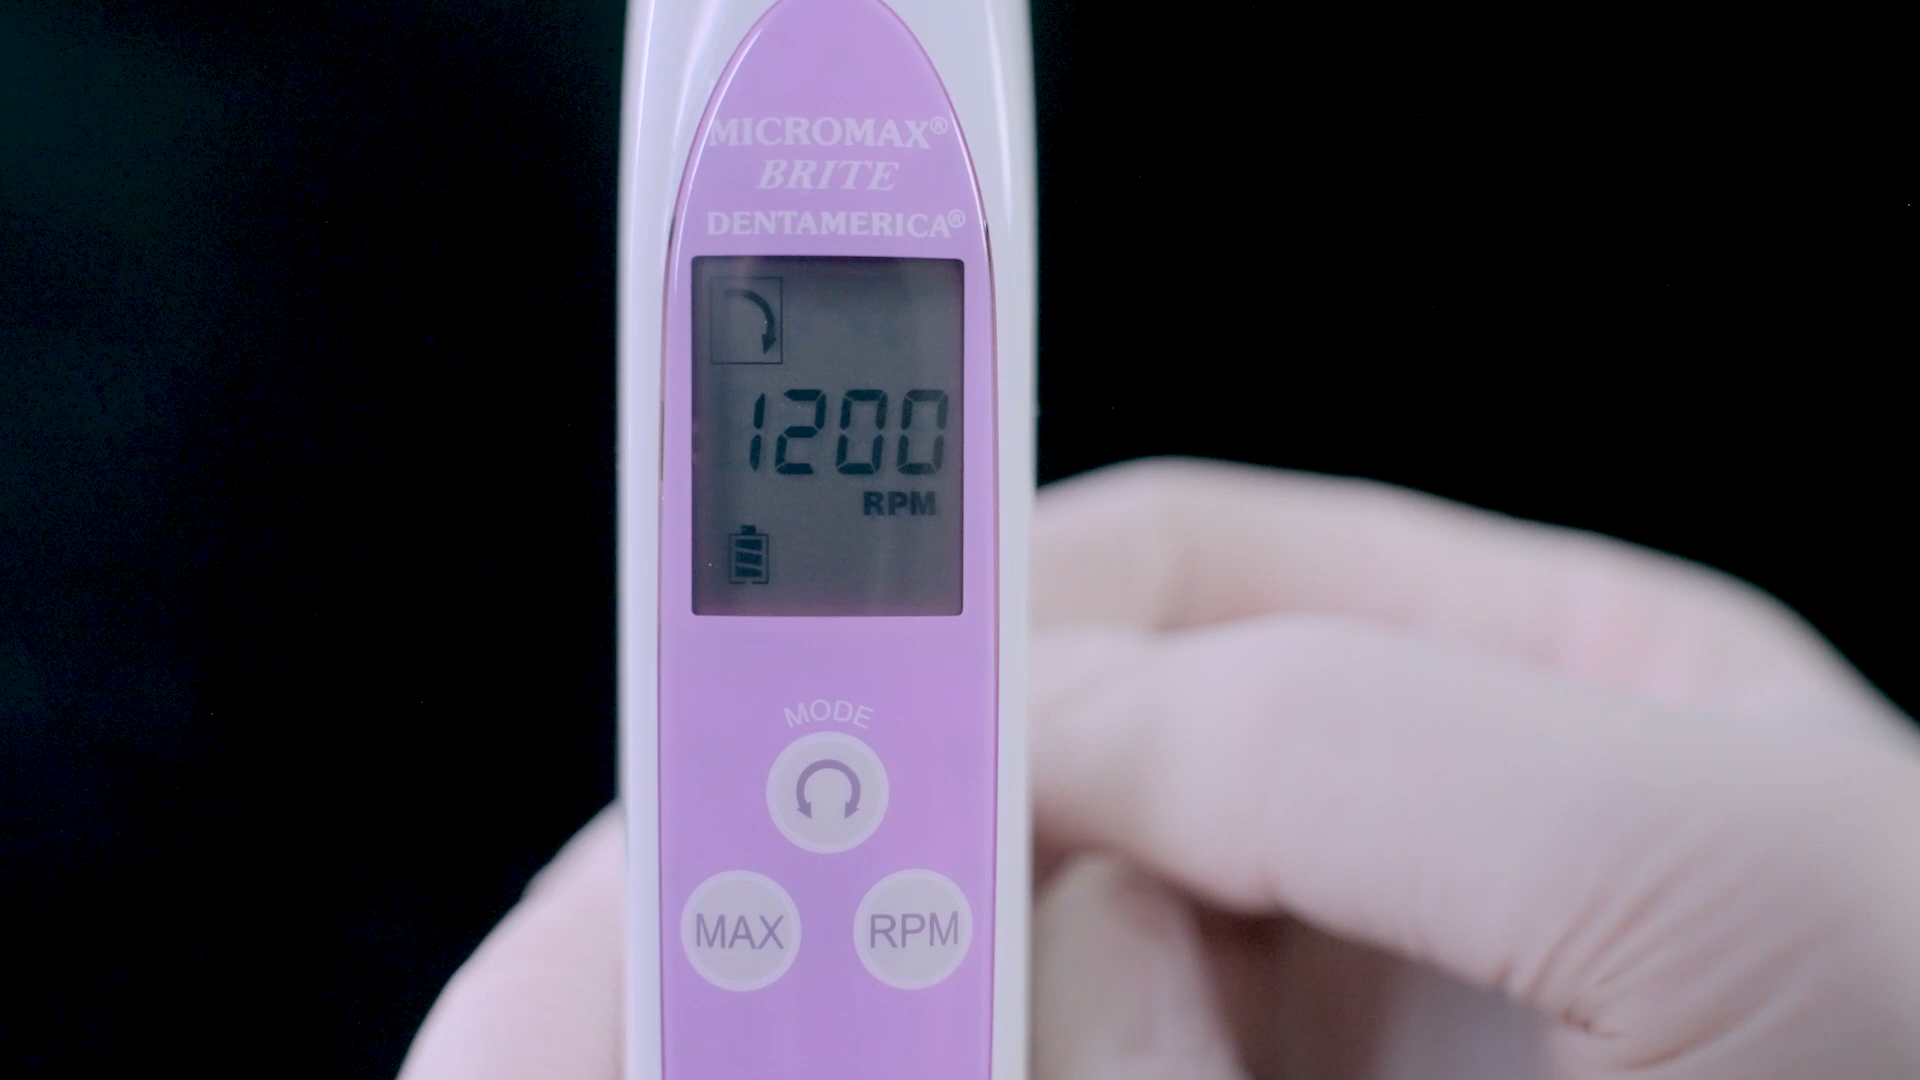 MICROMAX®
BRITE
DENTAMERICA®
1200
RPM
MODE
MAX RPM